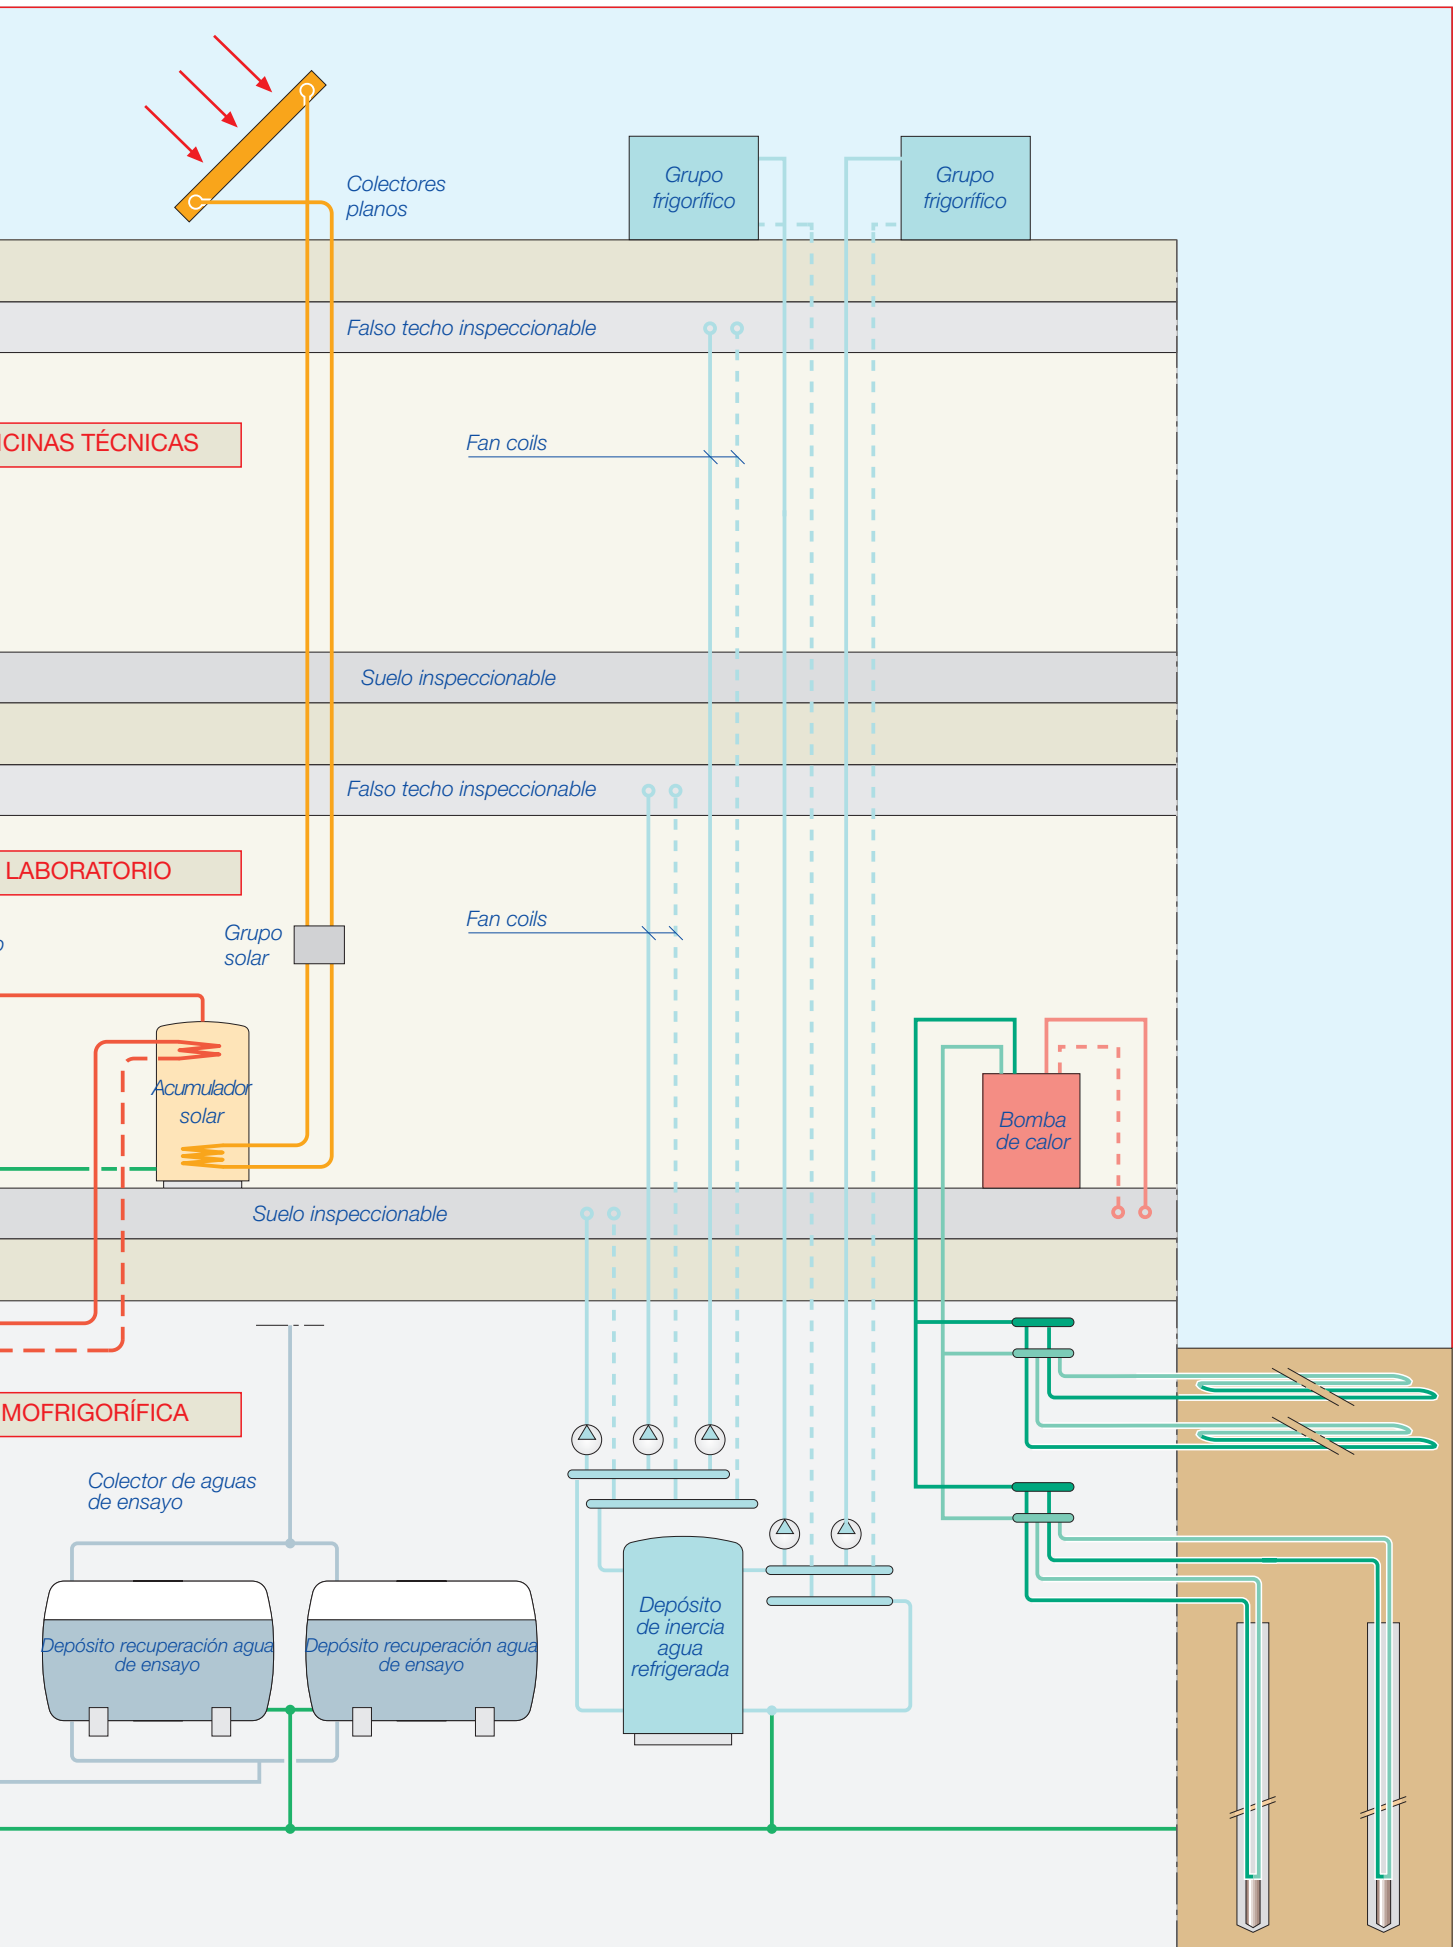 Colectores
planos
Grupo
frigorífico
Grupo
frigorífico
Falso techo inspeccionable
ICINAS TÉCNICAS
Fan coils
Suelo inspeccionable
Falso techo inspeccionable
LABORATORIO
Fan coils
Grupo
solar
Acumulador
solar
Bomba
de calor
Suelo inspeccionable
MOFRIGORÍFICA
Colector de aguas
de ensayo
Depósito recuperación agua
de ensayo
Depósito recuperación agua
de ensayo
Depósito
de inercia
agua
refrigerada